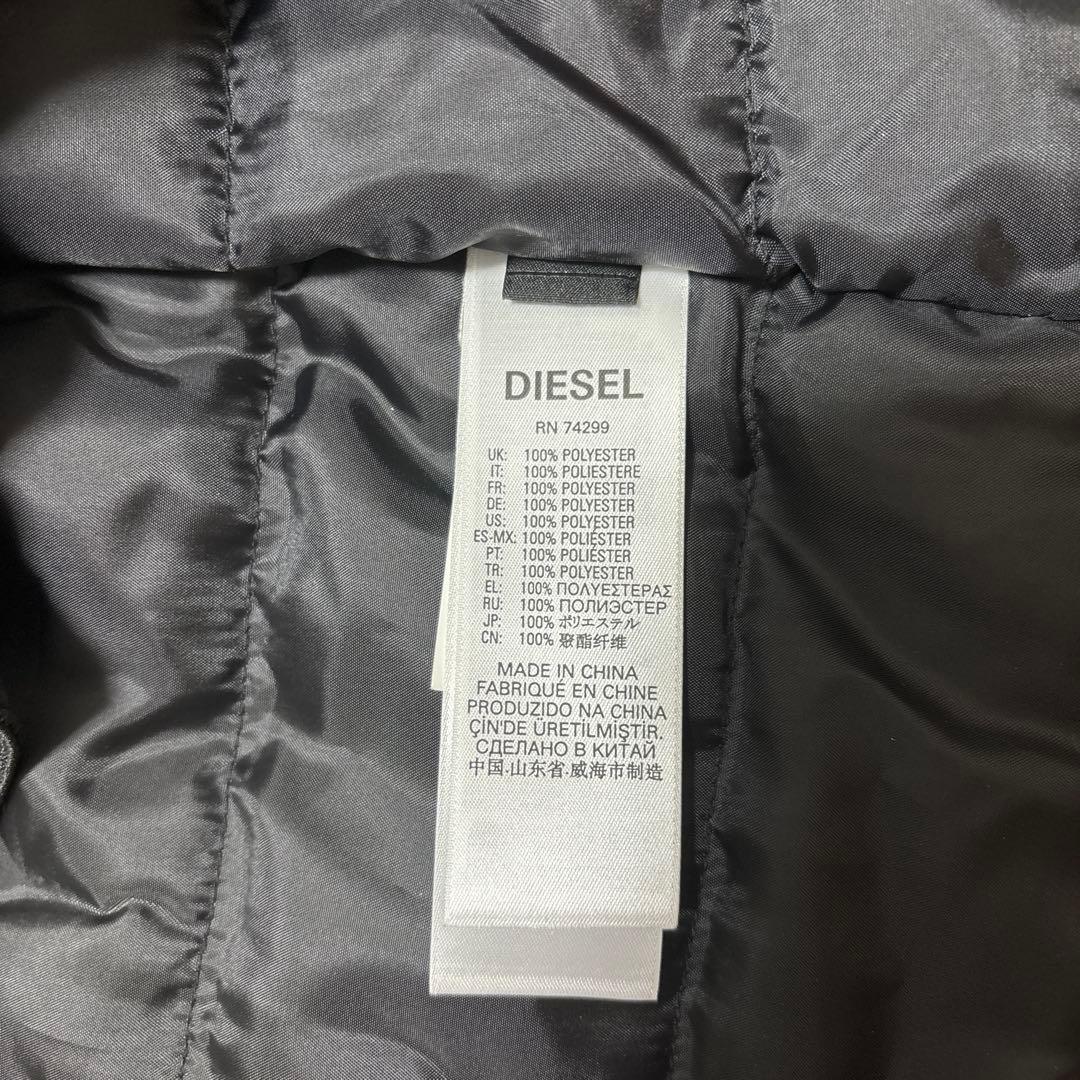 DIESEL
RN 74299
UK: 100% POLYESTER
IT: 100% POLIESTERE
FR: 100% POLYESTER
DE: 100% POLYESTER
US: 100% POLYESTER
ES-MX: 100% POLIÉSTER
PT: 100% POLIÉSTER
TR: 100% POLYESTER
EL: 100% ΠΟΛΥΕΣΤΕΡΑΣ
RU: 100% ПОЛИЭСТЕР
JP: 100% ポリエステル
CN: 100% 聚酯纤维
MADE IN CHINA
FABRIQUÉ EN CHINE
PRODUZIDO NA CHINA
ÇIN'DE ÜRETİLMİŞTİR.
СДЕЛАНО В КИТАЙ
中国.山东省.威海市制造